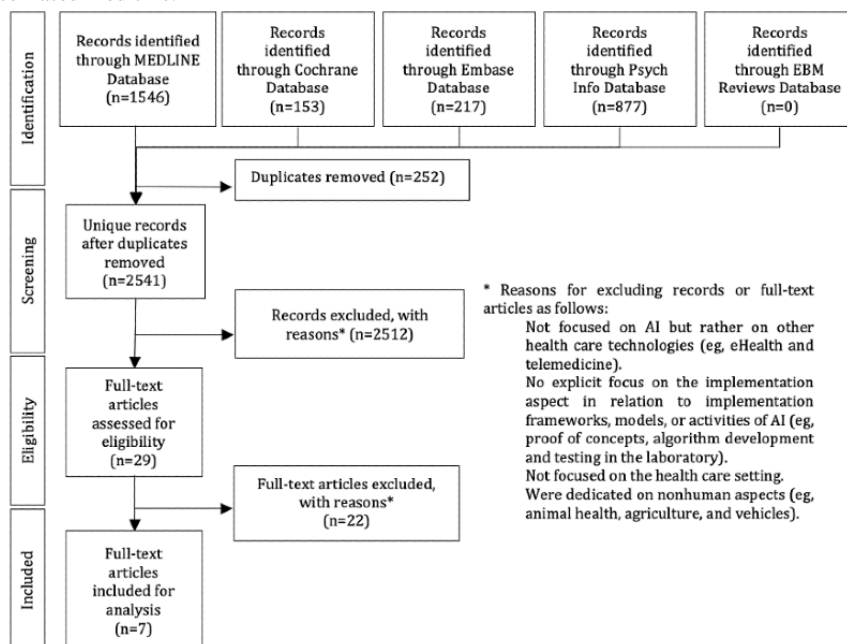 Identification
Records identified
through MEDLINE
Database
(n=1546)
Records
identified
through Cochrane
Database
(n=153)
Records
identified
through Embase
Database
(n=217)
Records
identified
through Psych
Info Database
(n=877)
Records
identified
through EBM
Reviews Database
(n=0)
Duplicates removed (n=252)
Screening
Unique records
after duplicates
removed
(n=2541)
Records excluded, with
reasons* (n=2512)
Eligibility
Full-text
articles
assessed for
eligibility
(n=29)
Full-text articles excluded,
with reasons*
(n=22)
Included
Full-text
articles
included for
analysis
(n=7)
* Reasons for excluding records or full-text
articles as follows:
Not focused on AI but rather on other
health care technologies (eg, eHealth and
telemedicine).
No explicit focus on the implementation
aspect in relation to implementation
frameworks, models, or activities of AI (eg,
proof of concepts, algorithm development
and testing in the laboratory).
Not focused on the health care setting.
Were dedicated on nonhuman aspects (eg,
animal health, agriculture, and vehicles).